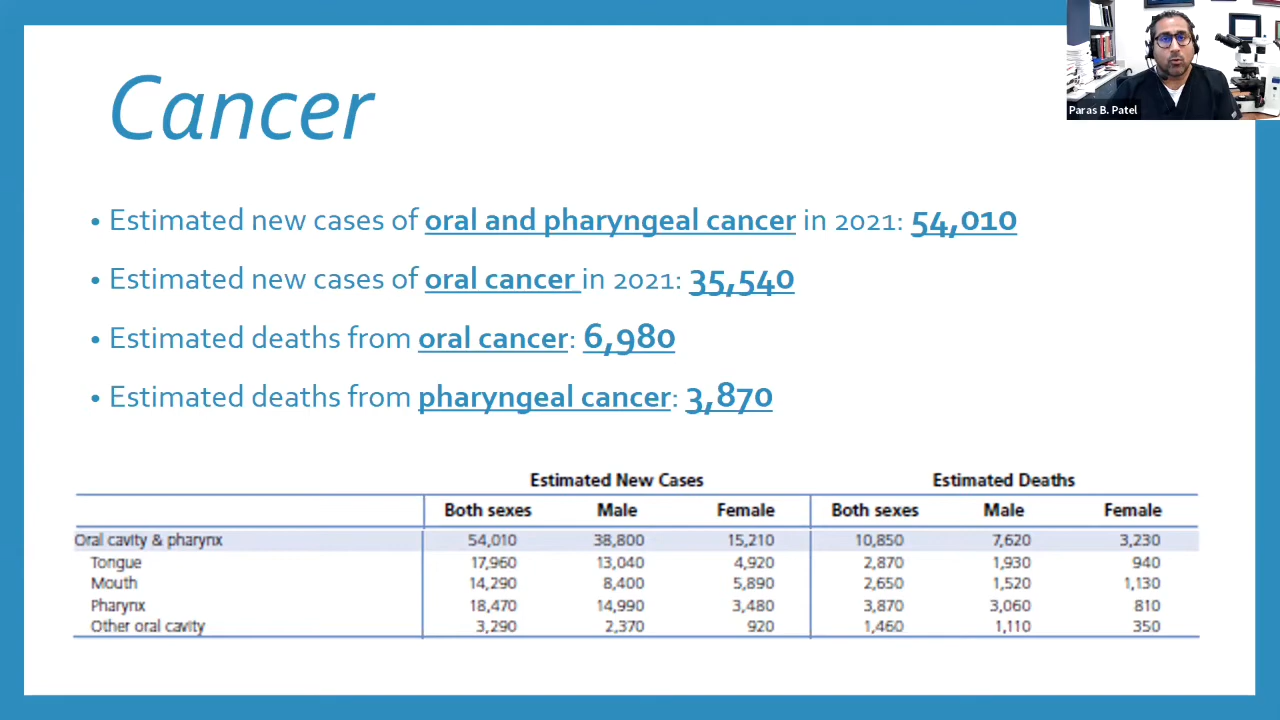 Cancer
Paras B. Patel
• Estimated new cases of oral and pharyngeal cancer in 2021: 54,010
• Estimated new cases of oral cancer in 2021: 35,540
• Estimated deaths from oral cancer: 6,980
• Estimated deaths from pharyngeal cancer: 3,870
Estimated New Cases Estimated Deaths
Both sexes Male Female Both sexes Male Female
Oral cavity & pharynx 54,010 38,800 15,210 10,850 7,620 3,230
Tongue 17,960 13,040 4,920 2,870 1,930 940
Mouth 14,290 8,400 5,890 2,650 1,520 1,130
Pharynx 18,470 14,990 3,480 3,870 3,060 810
Other oral cavity 3,290 2,370 920 1,460 1,110 350